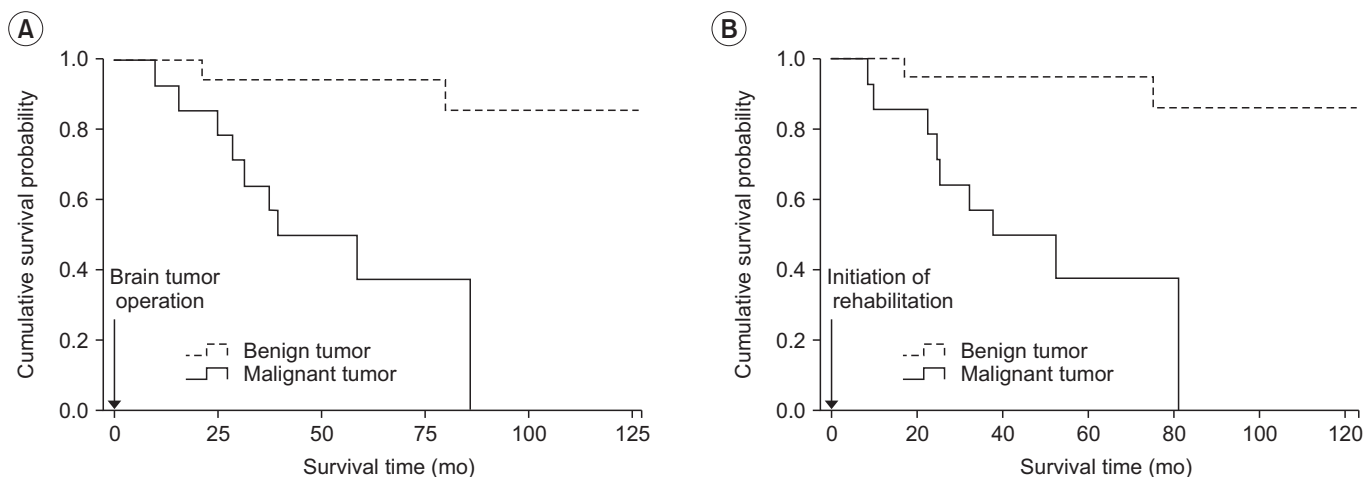 A
Cumulative survival probability
1.0
0.8
0.6
0.4
0.2
0.0
Brain tumor
operation
Benign tumor
Malignant tumor
0 25 50 75 100 125
Survival time (mo)
B
Cumulative survival probability
1.0
0.8
0.6
0.4
0.2
0.0
Initiation of
rehabilitation
Benign tumor
Malignant tumor
0 20 40 60 80 100 120
Survival time (mo)